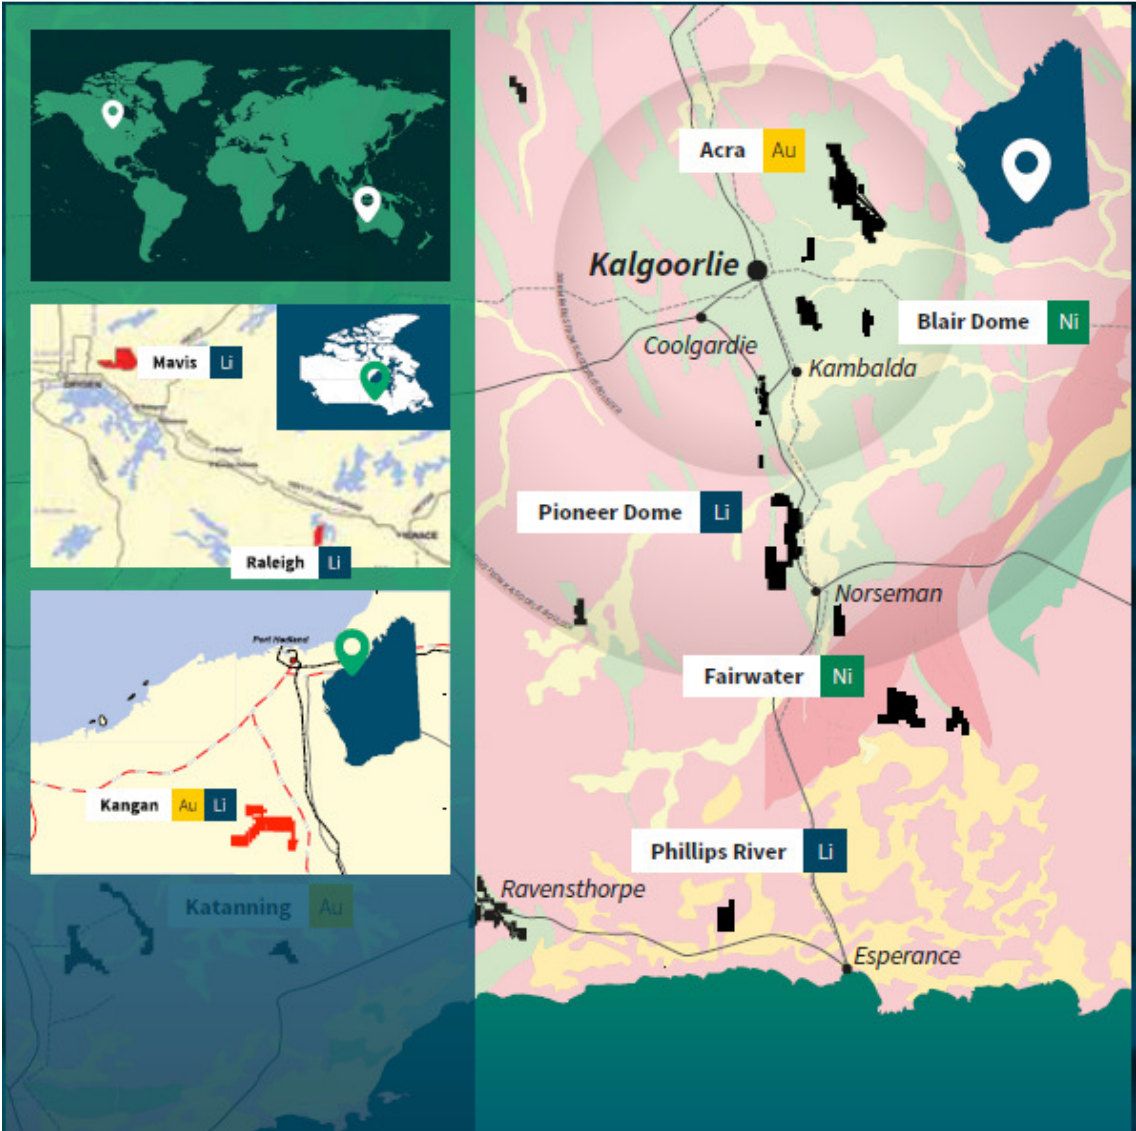 Acra Au
Kalgoorlie
Blair Dome Ni
Coolgardie
Kambalda
Mavis Li
Pioneer Dome Li
IGNACE
Raleigh Li
Norseman
Port Hedland
Fairwater Ni
Kangan Au Li
Phillips River Li
Ravensthorpe
Katanning Au
Esperance